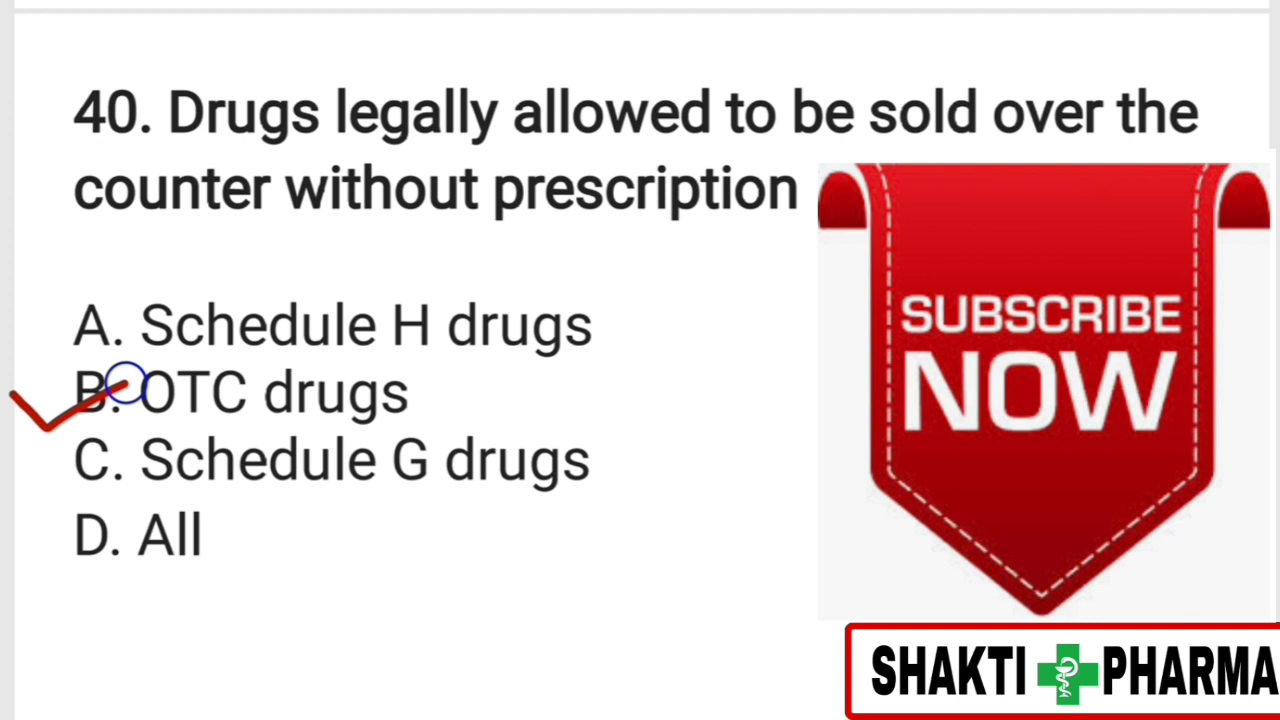 40. Drugs legally allowed to be sold over the
counter without prescription
A. Schedule H drugs
B. OTC drugs
C. Schedule G drugs
D. All
SUBSCRIBE
NOW
SHAKTI PHARMA